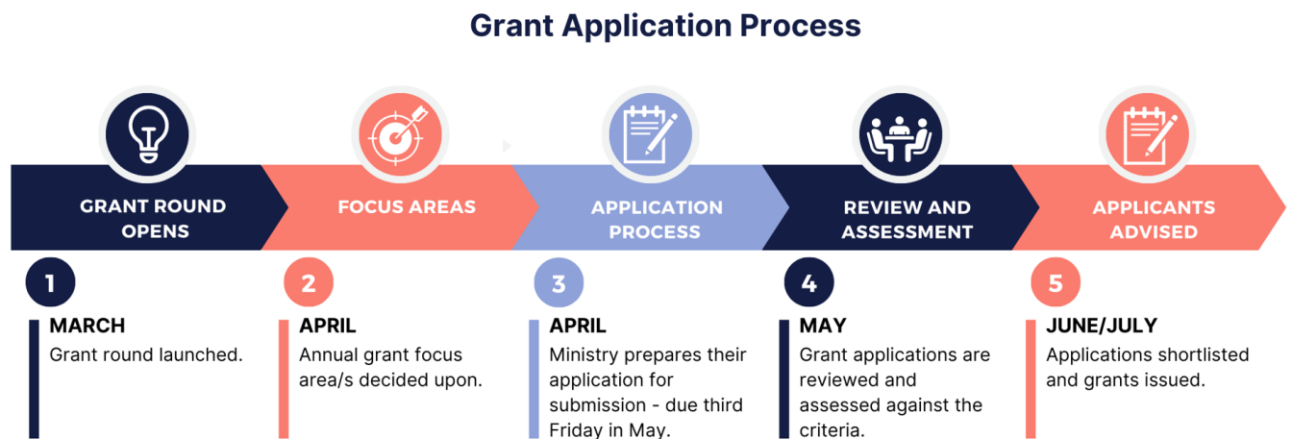 Grant Application Process
GRANT ROUND
OPENS
FOCUS AREAS
APPLICATION
PROCESS
REVIEW AND
ASSESSMENT
APPLICANTS
ADVISED
1
MARCH
Grant round launched.
2
APRIL
Annual grant focus
area/s decided upon.
3
APRIL
Ministry prepares their
application for
submission - due third
Friday in May.
4
MAY
Grant applications are
reviewed and
assessed against the
criteria.
5
JUNE/JULY
Applications shortlisted
and grants issued.